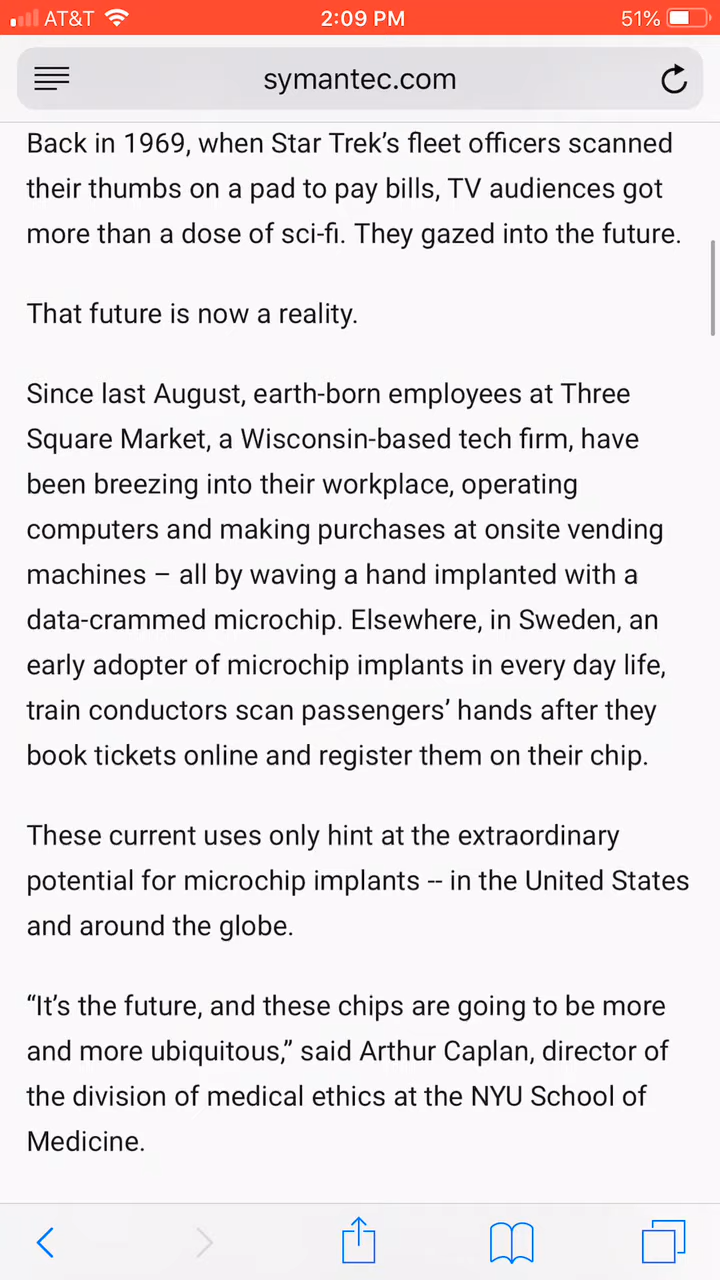 AT&T 2:09 PM 51%
symantec.com
Back in 1969, when Star Trek’s fleet officers scanned
their thumbs on a pad to pay bills, TV audiences got
more than a dose of sci-fi. They gazed into the future.
That future is now a reality.
Since last August, earth-born employees at Three
Square Market, a Wisconsin-based tech firm, have
been breezing into their workplace, operating
computers and making purchases at onsite vending
machines – all by waving a hand implanted with a
data-crammed microchip. Elsewhere, in Sweden, an
early adopter of microchip implants in every day life,
train conductors scan passengers’ hands after they
book tickets online and register them on their chip.
These current uses only hint at the extraordinary
potential for microchip implants -- in the United States
and around the globe.
“It’s the future, and these chips are going to be more
and more ubiquitous,” said Arthur Caplan, director of
the division of medical ethics at the NYU School of
Medicine.